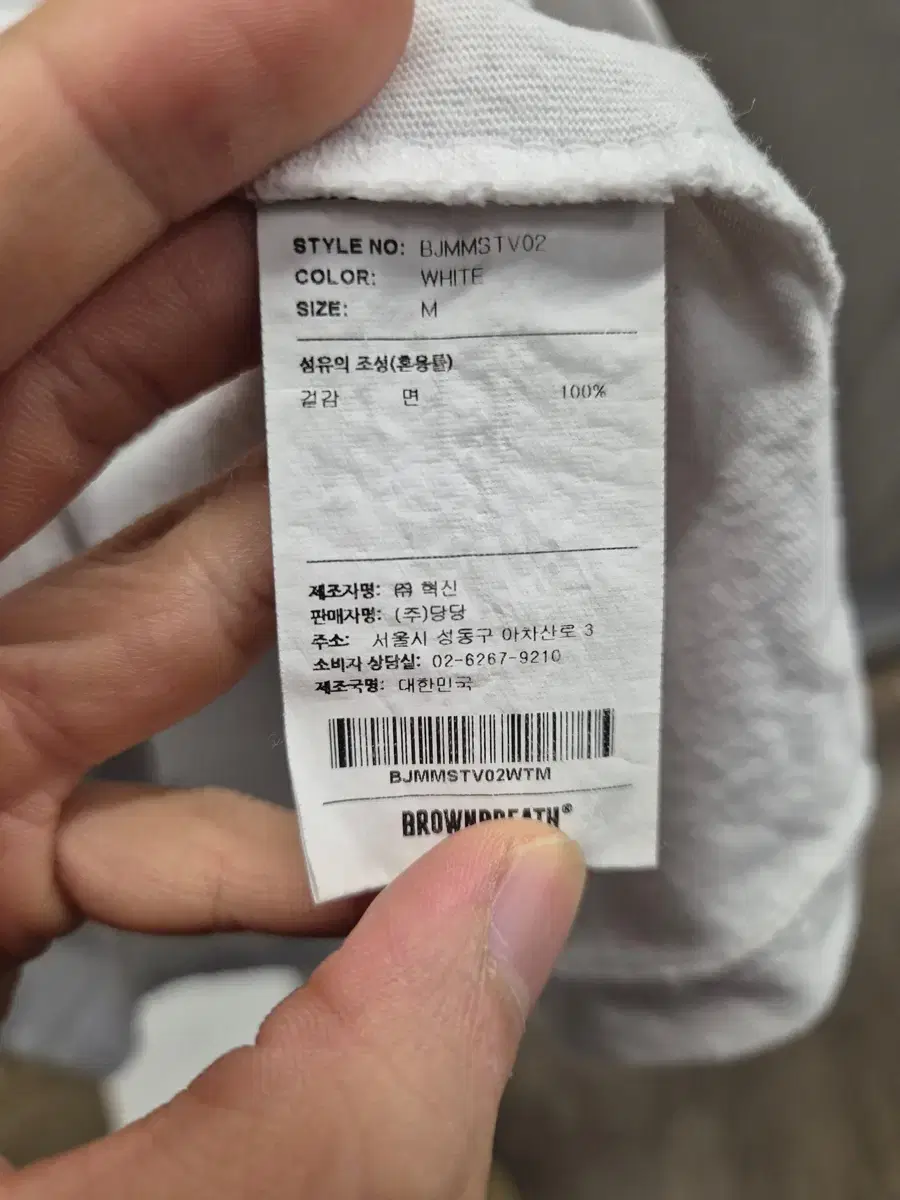 STYLE NO: BJMMSTV02
COLOR: WHITE
SIZE: M
섬유의 조성(혼용률)
겉감 면 100%
제조자명: ㈜ 혁신
판매자명: (주)당당
주소: 서울시 성동구 아차산로 3
소비자 상담실: 02-6267-9210
제조국명: 대한민국
BJMMSTV02WTM
BROWNBREATH®